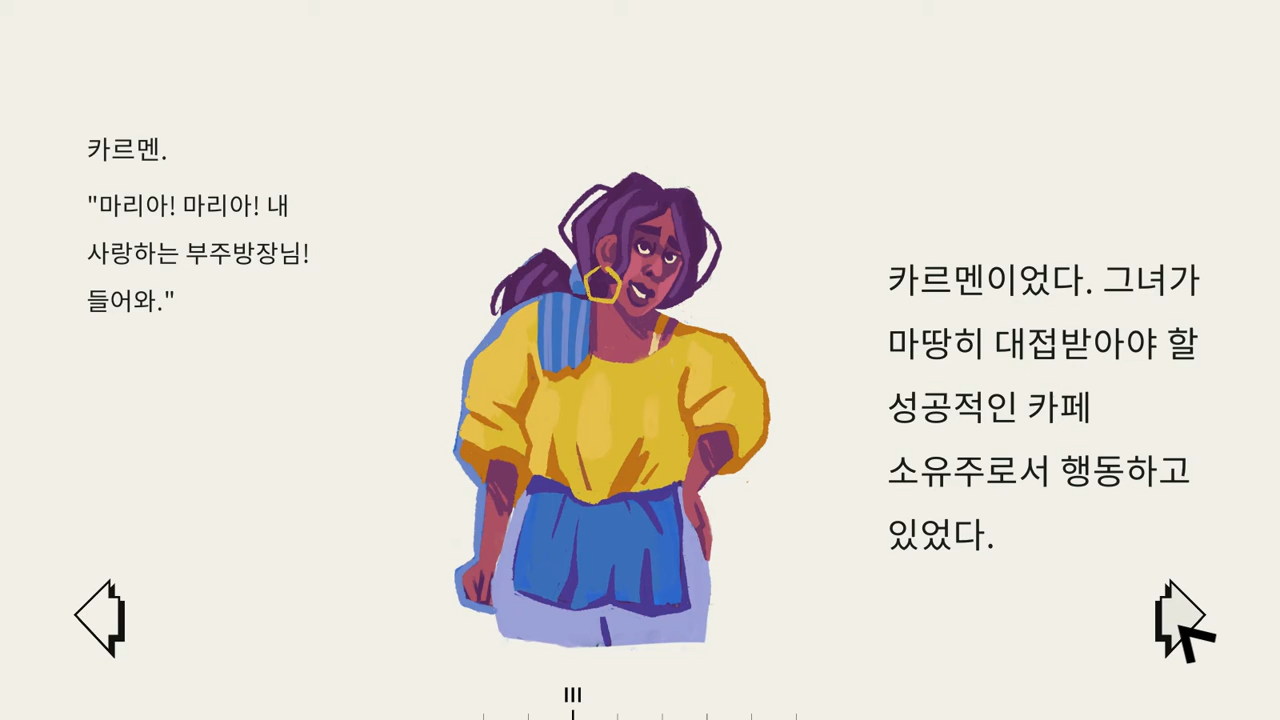 카르멘.
"마리아! 마리아! 내
사랑하는 부주방장님!
들어와."
카르멘이었다. 그녀가
마땅히 대접받아야 할
성공적인 카페
소유주로서 행동하고
있었다.
III